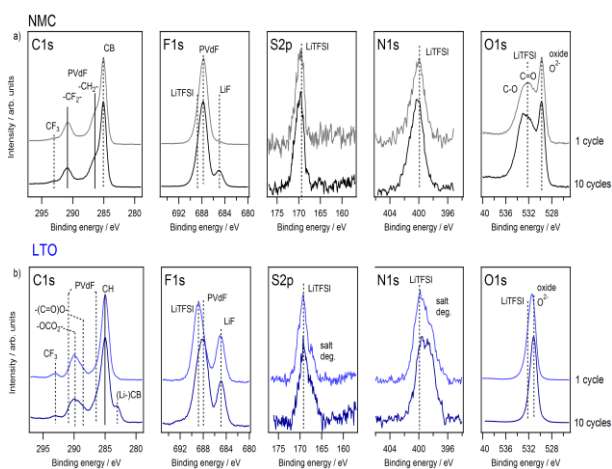 NMC
a)
C1s
F1s
S2p
N1s
O1s
CB
PVdF
-CH2-
-CF2-
CF3
PVdF
LiTFSI
LiF
LiTFSI
LiTFSI
LiTFSI
oxide
O2-
C=O
C-O
1 cycle
10 cycles
Intensity / arb. units
295 290 285 280
692 688 684 680
175 170 165 160
404 400 396
40 536 532 528
Binding energy / eV
Binding energy / eV
Binding energy / eV
Binding energy / eV
Binding energy / eV
LTO
b)
C1s
F1s
S2p
N1s
O1s
PVdF
CH
-(C=O)O-
-OCO2-
CF3
(Li-)CB
PVdF
LiTFSI
LiF
LiTFSI
salt
deg.
LiTFSI
salt
deg.
LiTFSI
oxide
O2-
1 cycle
10 cycles
Intensity / arb. units
295 290 285 280
692 688 684 680
175 170 165 160
404 400 396
40 536 532 528
Binding energy / eV
Binding energy / eV
Binding energy / eV
Binding energy / eV
Binding energy / eV